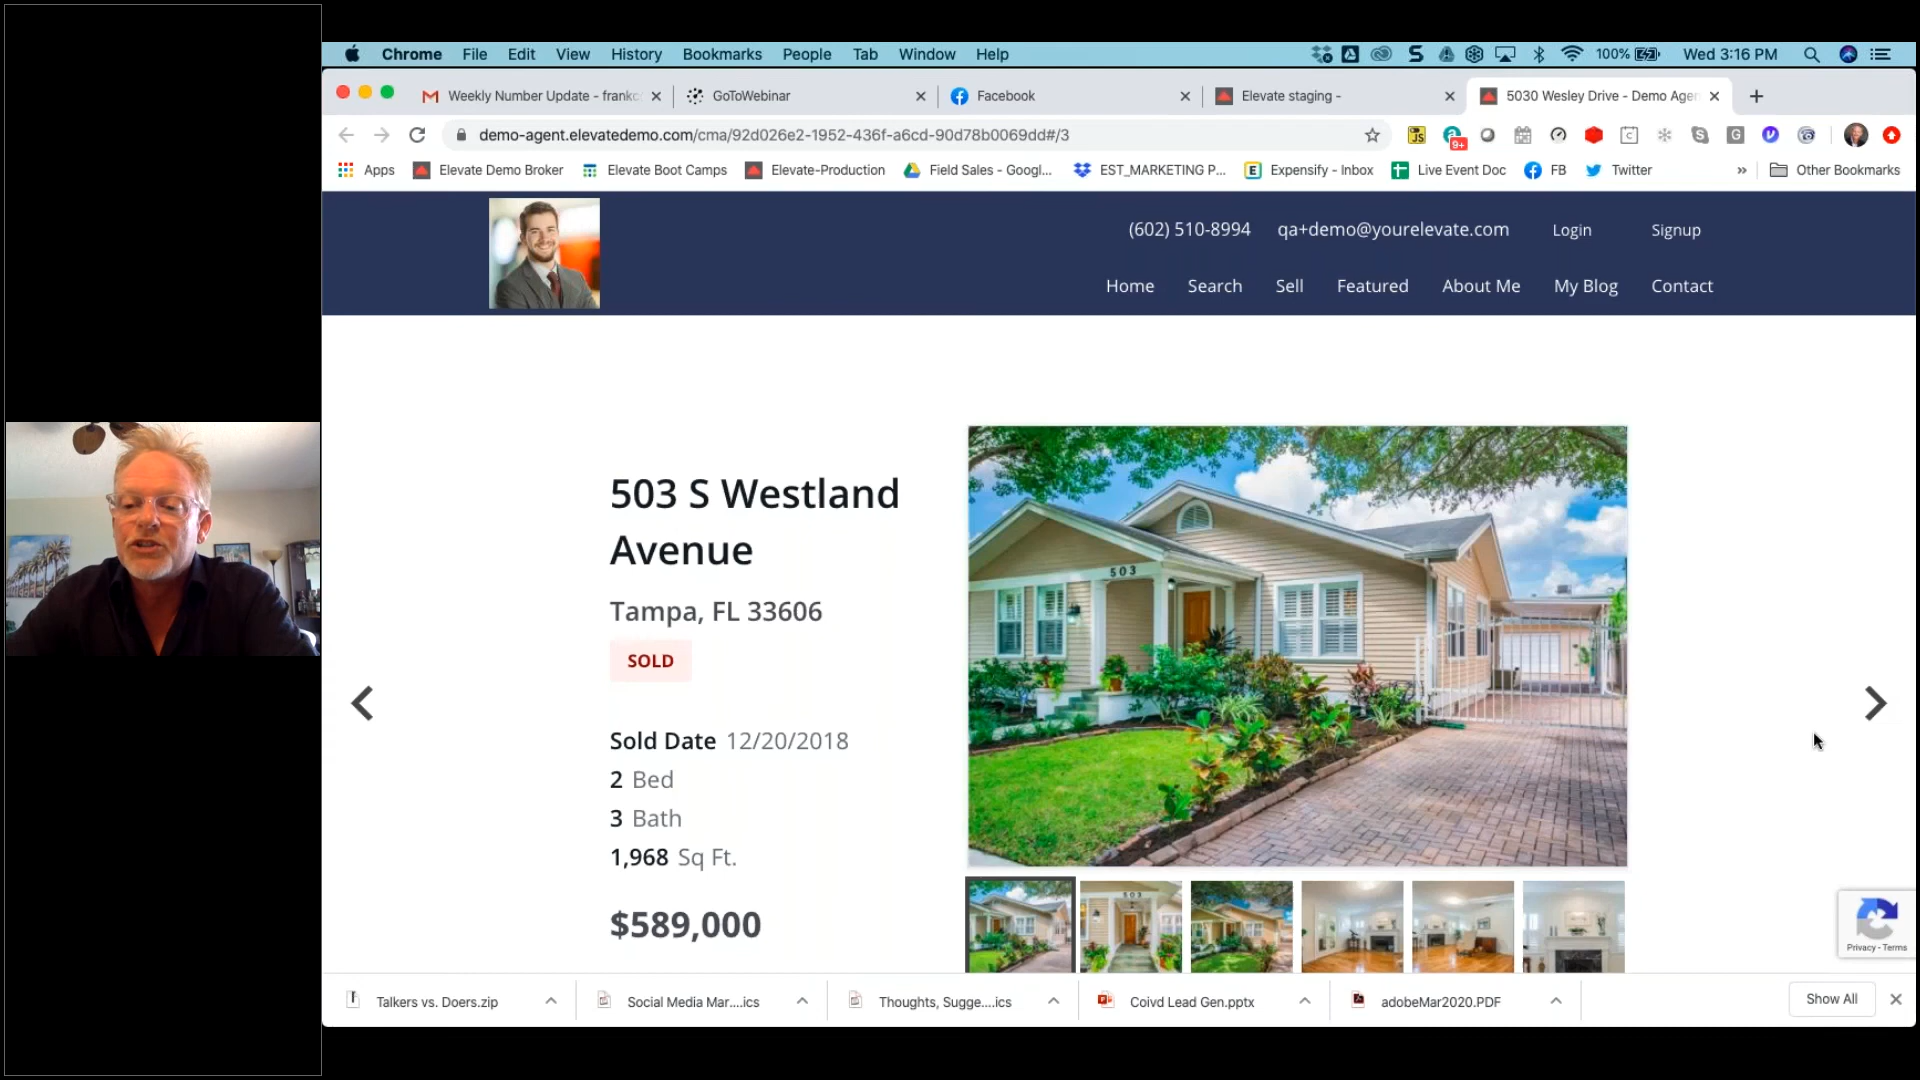 Chrome File Edit View History Bookmarks People Tab Window Help 100% Wed 3:16 PM
Weekly Number Update - frankc GoToWebinar Facebook Elevate staging - 5030 Wesley Drive - Demo Agen
demo-agent.elevatedemo.com/cma/92d026e2-1952-436f-a6cd-90d78b0069dd#/3 JS 9+
Apps Elevate Demo Broker Elevate Boot Camps Elevate-Production Field Sales - Googl... EST_MARKETING P... Expensify - Inbox Live Event Doc FB Twitter » Other Bookmarks
(602) 510-8994 qa+demo@yourelevate.com Login Signup
Home Search Sell Featured About Me My Blog Contact
503 S Westland
Avenue
Tampa, FL 33606
SOLD
Sold Date 12/20/2018
2 Bed
3 Bath
1,968 Sq Ft.
$589,000
503
503
Privacy - Terms
Talkers vs. Doers.zip Social Media Mar....ics Thoughts, Sugge....ics Coivd Lead Gen.pptx adobeMar2020.PDF Show All